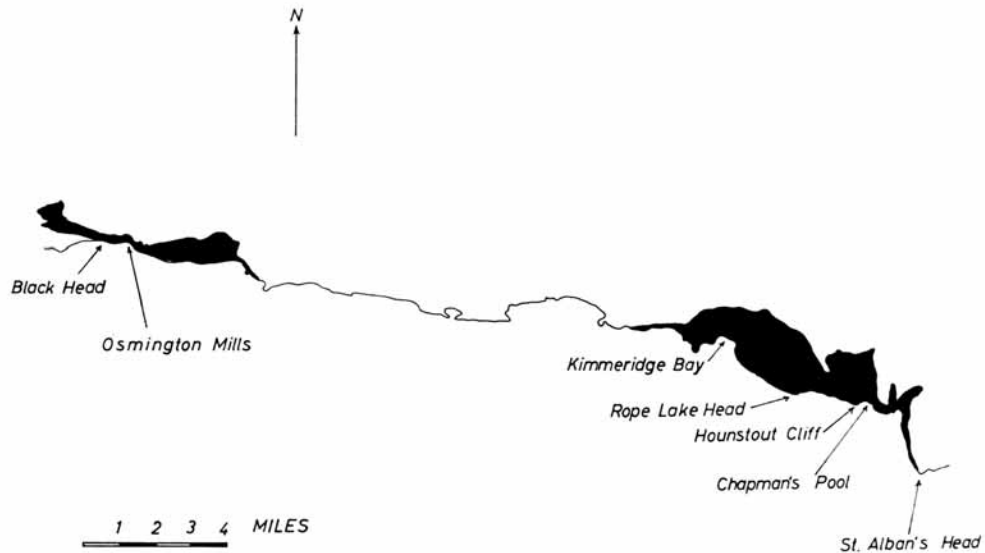 N
Black Head
Osmington Mills
Kimmeridge Bay
Rope Lake Head
Hounstout Cliff
Chapman's Pool
St. Alban's Head
1 2 3 4 MILES